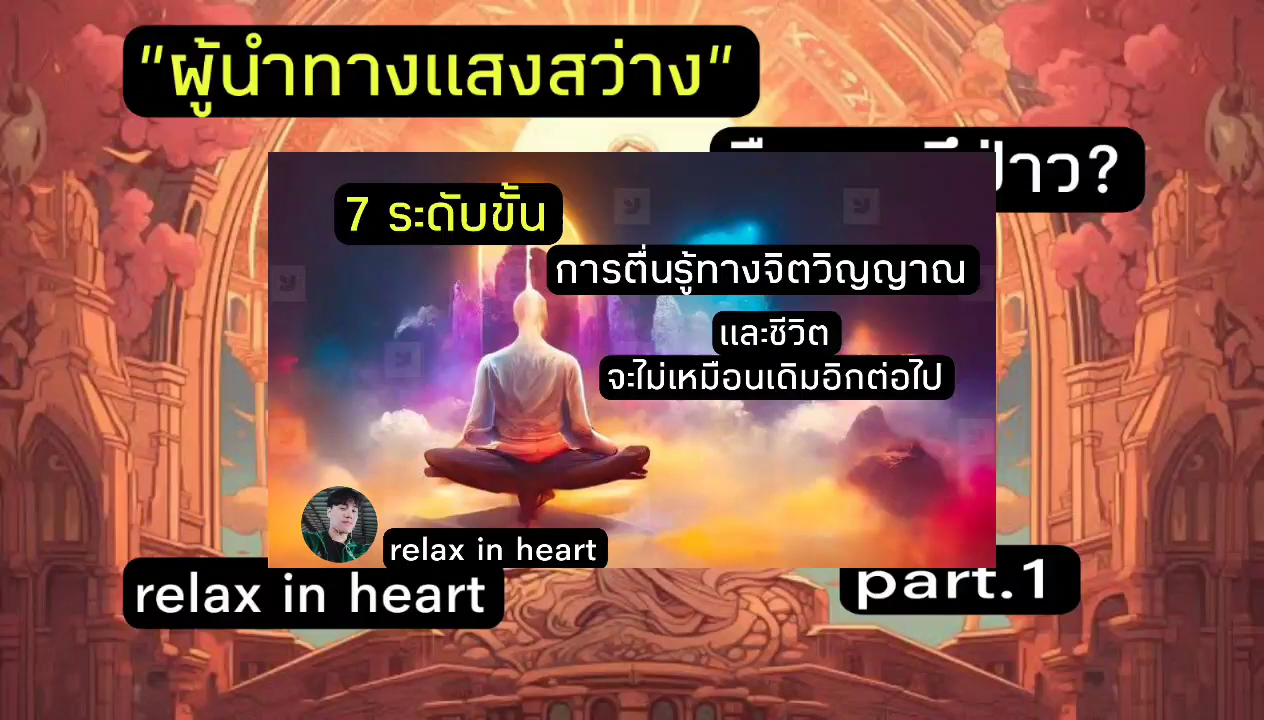 "ผู้นำทางแสงสว่าง"
7 ระดับขั้น
การตื่นรู้ทางจิตวิญญาณ
และชีวิต
จะไม่เหมือนเดิมอีกต่อไป
relax in heart
relax in heart
part.1